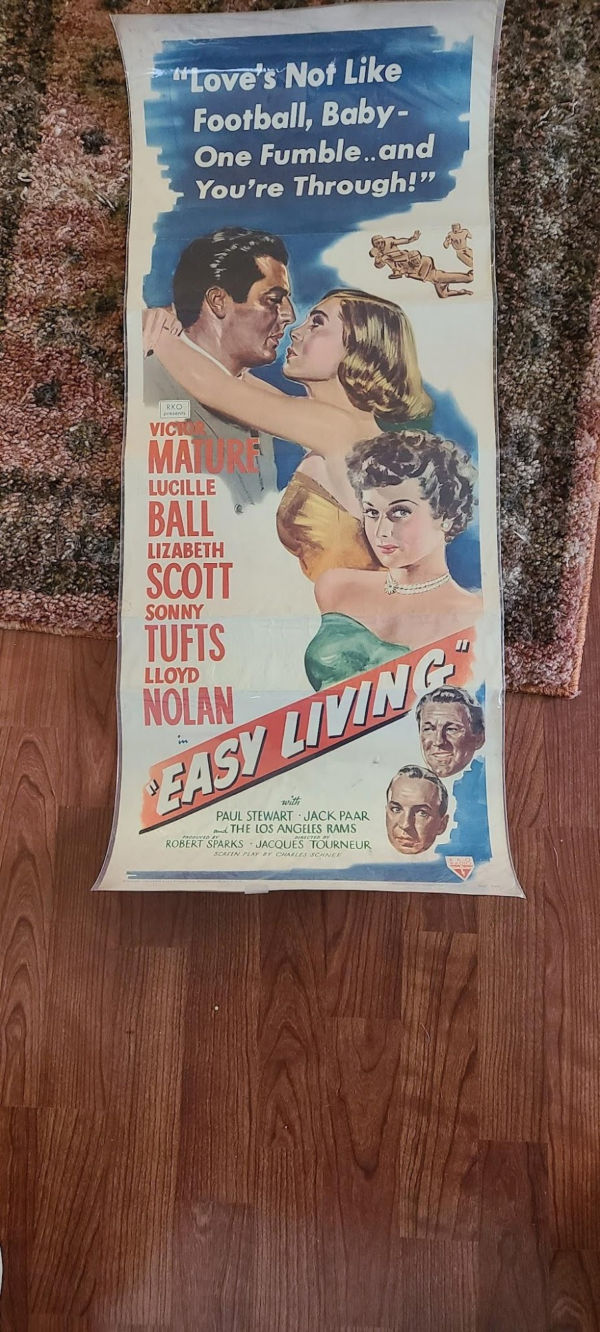 "Love's Not Like
Football, Baby-
One Fumble..and
You're Through!"
RKO
presents
VICTOR
MATURE
LUCILLE
BALL
LIZABETH
SCOTT
SONNY
TUFTS
LLOYD
NOLAN
in
"EASY LIVING"
with
PAUL STEWART · JACK PAAR
and THE LOS ANGELES RAMS
PRODUCED BY DIRECTED BY
ROBERT SPARKS · JACQUES TOURNEUR
SCREEN PLAY BY CHARLES SCHNEE